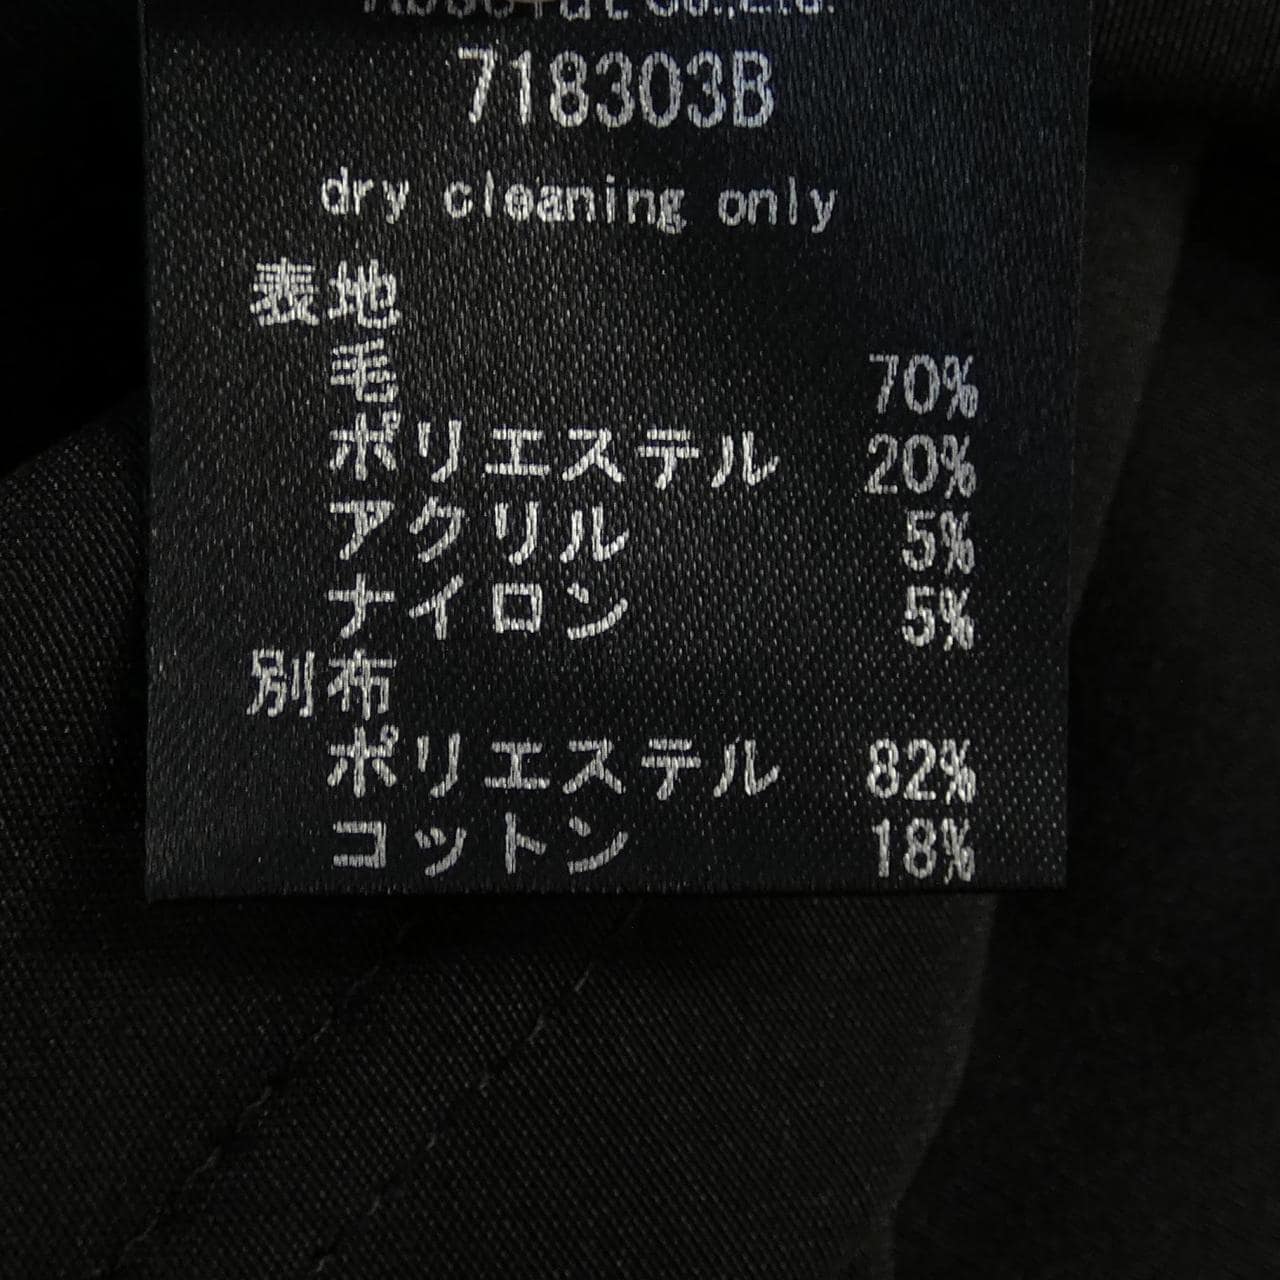 Co.,Ltd.
718303B
dry cleaning only
表地
毛 70%
ポリエステル 20%
アクリル 5%
ナイロン 5%
別布
ポリエステル 82%
コットン 18%